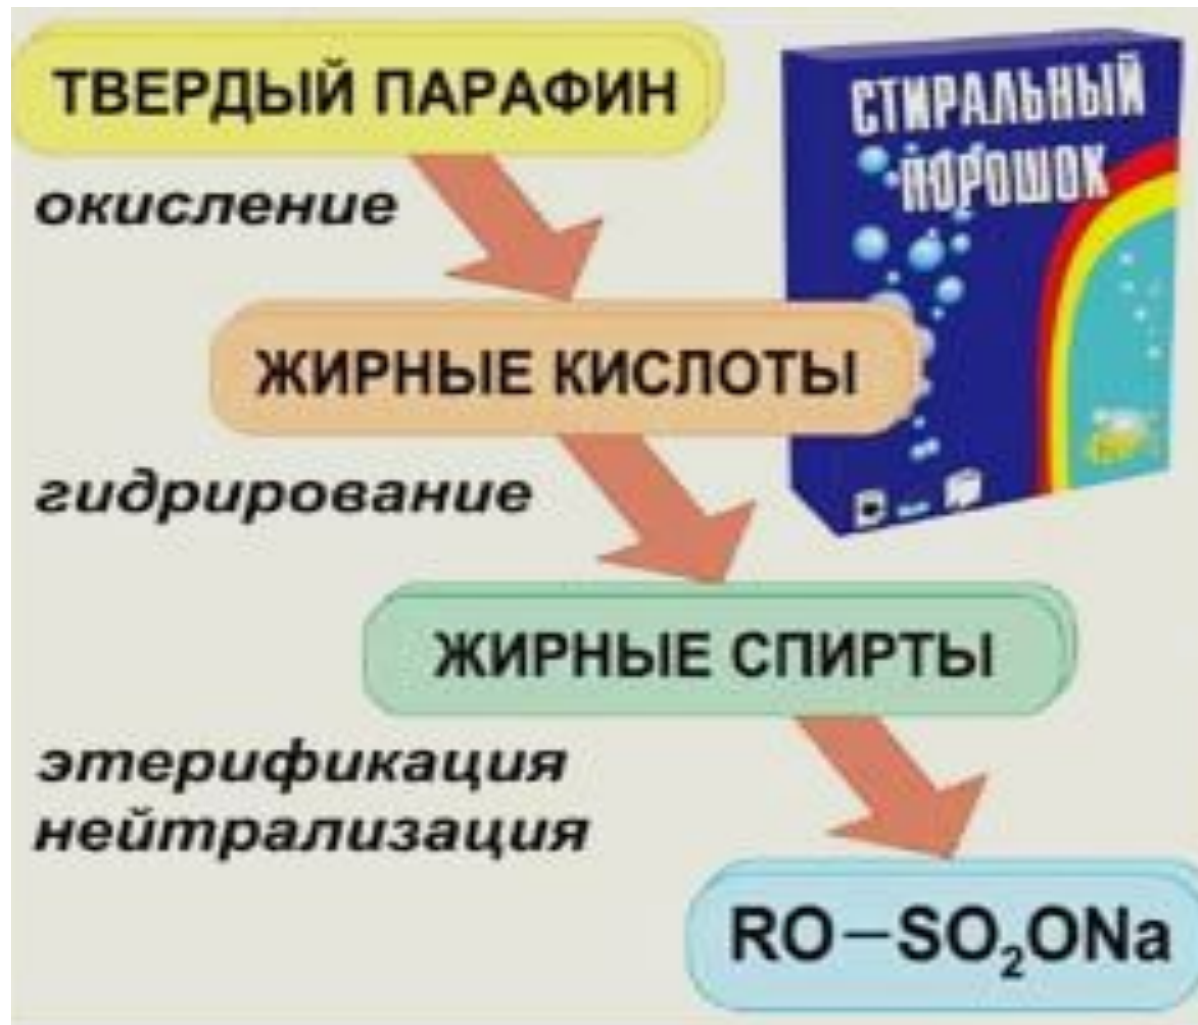 ТВЕРДЫЙ ПАРАФИН
СТИРАЛЬНЫЙ
ПОРОШОК
окисление
ЖИРНЫЕ КИСЛОТЫ
гидрирование
ЖИРНЫЕ СПИРТЫ
этерификация
нейтрализация
RO–SO₂ONa